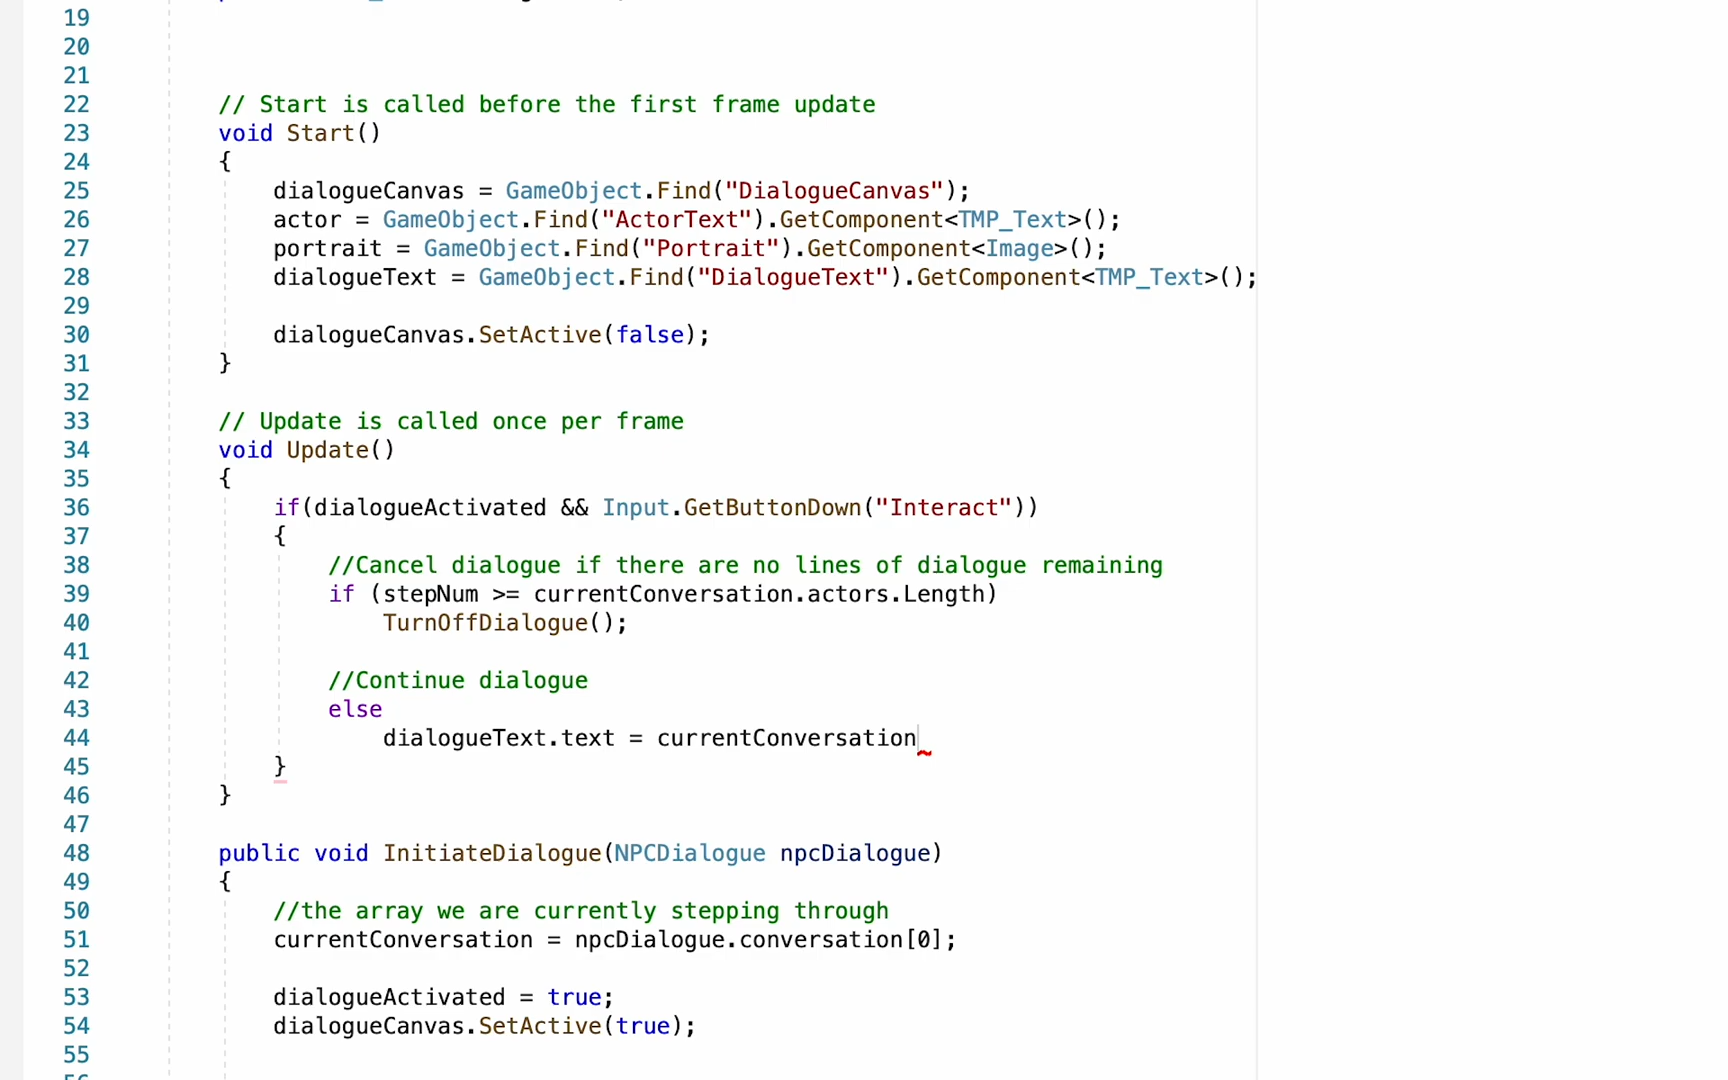 19
20
21
22 // Start is called before the first frame update
23 void Start()
24 {
25 dialogueCanvas = GameObject.Find("DialogueCanvas");
26 actor = GameObject.Find("ActorText").GetComponent<TMP_Text>();
27 portrait = GameObject.Find("Portrait").GetComponent<Image>();
28 dialogueText = GameObject.Find("DialogueText").GetComponent<TMP_Text>();
29
30 dialogueCanvas.SetActive(false);
31 }
32
33 // Update is called once per frame
34 void Update()
35 {
36 if(dialogueActivated && Input.GetButtonDown("Interact"))
37 {
38 //Cancel dialogue if there are no lines of dialogue remaining
39 if (stepNum >= currentConversation.actors.Length)
40 TurnOffDialogue();
41
42 //Continue dialogue
43 else
44 dialogueText.text = currentConversation
45 }
46 }
47
48 public void InitiateDialogue(NPCDialogue npcDialogue)
49 {
50 //the array we are currently stepping through
51 currentConversation = npcDialogue.conversation[0];
52
53 dialogueActivated = true;
54 dialogueCanvas.SetActive(true);
55